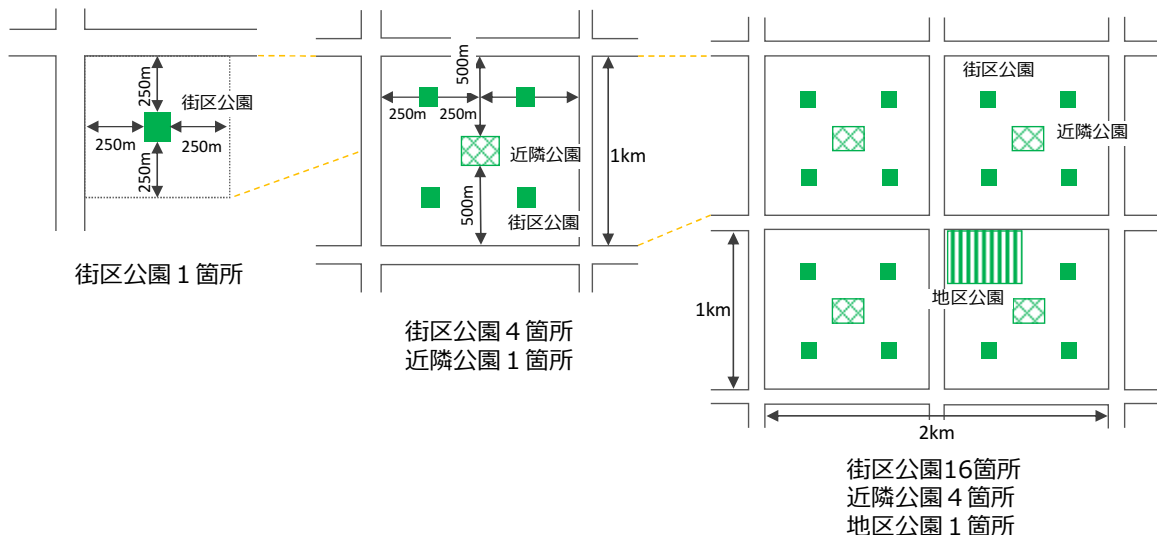 250m
街区公園
250m
250m
250m
街区公園１箇所
500m
250m
250m
近隣公園
1km
500m
街区公園
街区公園４箇所
近隣公園１箇所
街区公園
近隣公園
地区公園
1km
2km
街区公園16箇所
近隣公園４箇所
地区公園１箇所